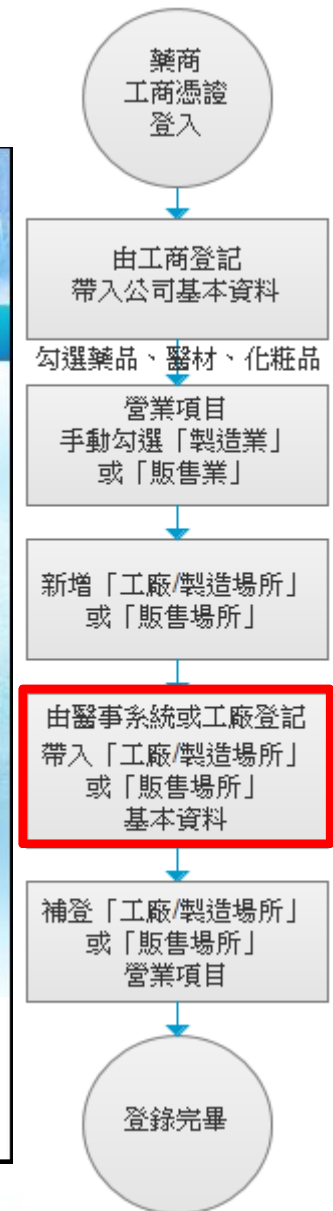 藥商
工商憑證
登入
由工商登記
帶入公司基本資料
勾選藥品、醫材、化粧品
營業項目
手動勾選「製造業」
或「販售業」
新增「工廠/製造場所」
或「販售場所」
由醫事系統或工廠登記
帶入「工廠/製造場所」
或「販售場所」
基本資料
補登「工廠/製造場所」
或「販售場所」
營業項目
登錄完畢